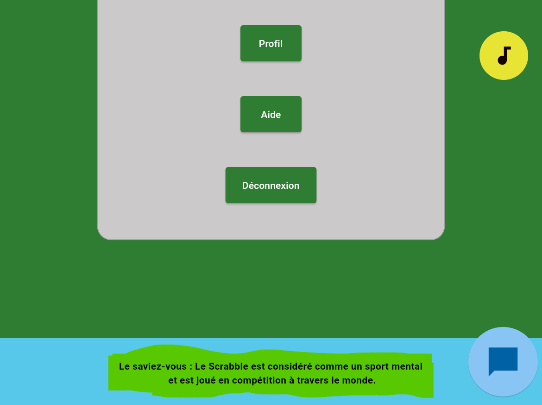 Profil
Aide
Déconnexion
Le saviez-vous : Le Scrabble est considéré comme un sport mental
et est joué en compétition à travers le monde.